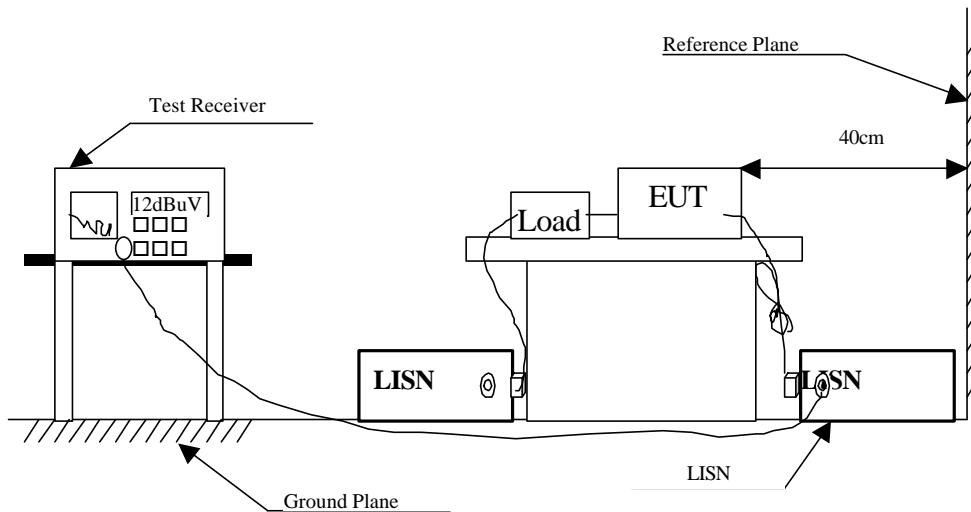 Reference Plane
Test Receiver
40cm
12dBuV
EUT
Load
LISN
LISN
LISN
Ground Plane